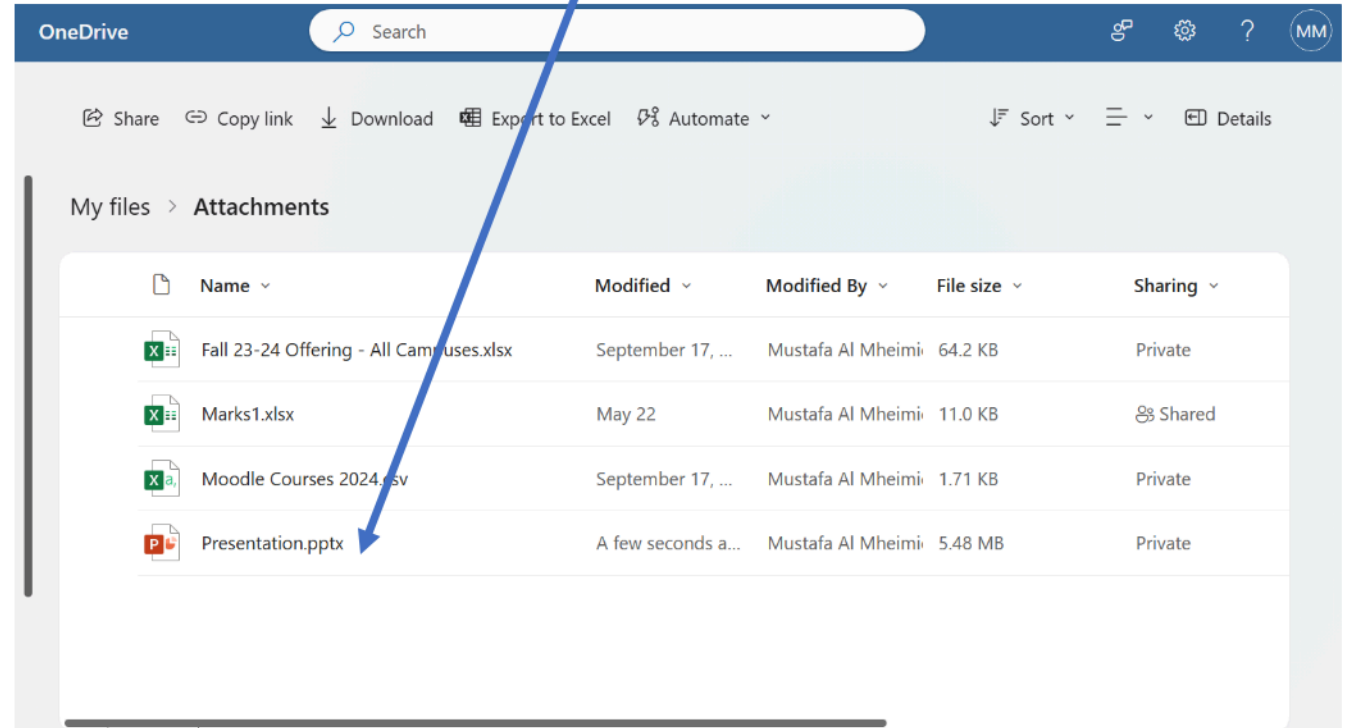 OneDrive Search ? MM
Share Copy link Download Export to Excel Automate Sort Details
My files > Attachments
Name Modified Modified By File size Sharing
Fall 23-24 Offering - All Campuses.xlsx September 17, ... Mustafa Al Mheimi 64.2 KB Private
Marks1.xlsx May 22 Mustafa Al Mheimi 11.0 KB Shared
Moodle Courses 2024.csv September 17, ... Mustafa Al Mheimi 1.71 KB Private
Presentation.pptx A few seconds a... Mustafa Al Mheimi 5.48 MB Private